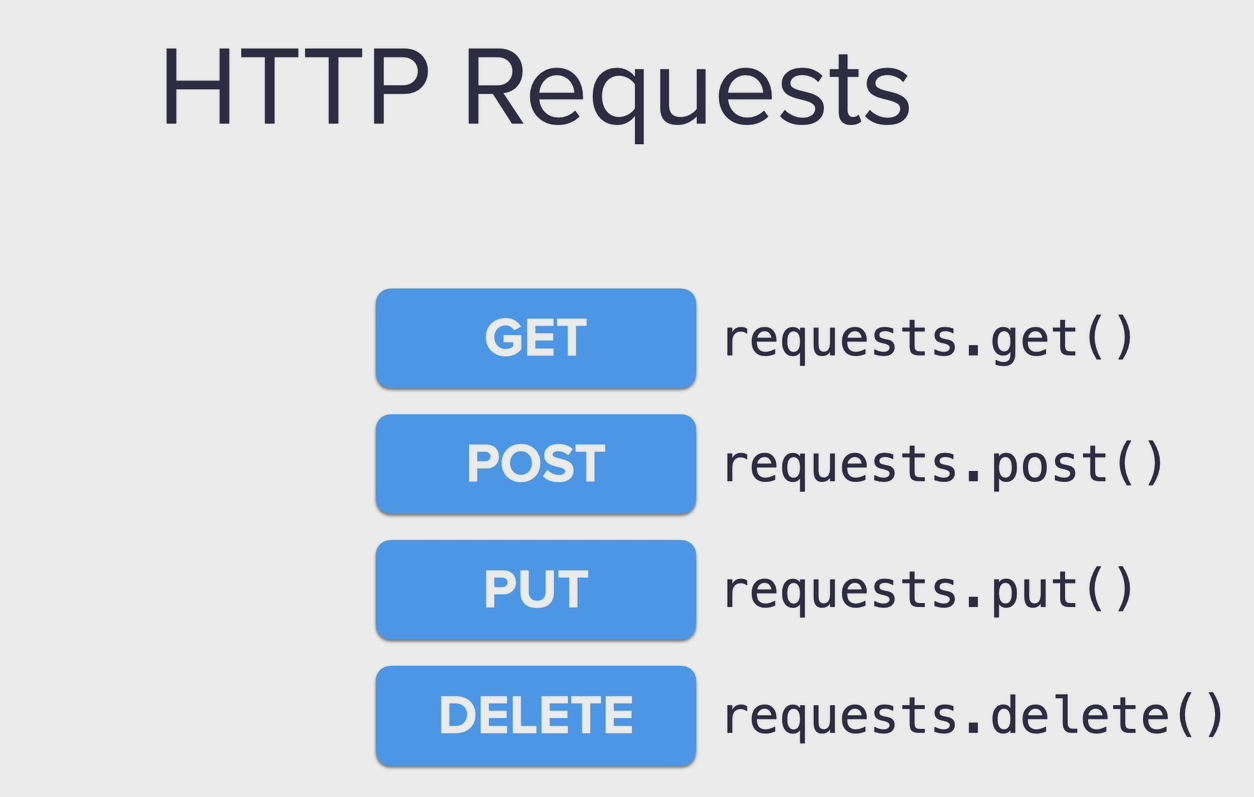 HTTP Requests
GET requests.get()
POST requests.post()
PUT requests.put()
DELETE requests.delete()